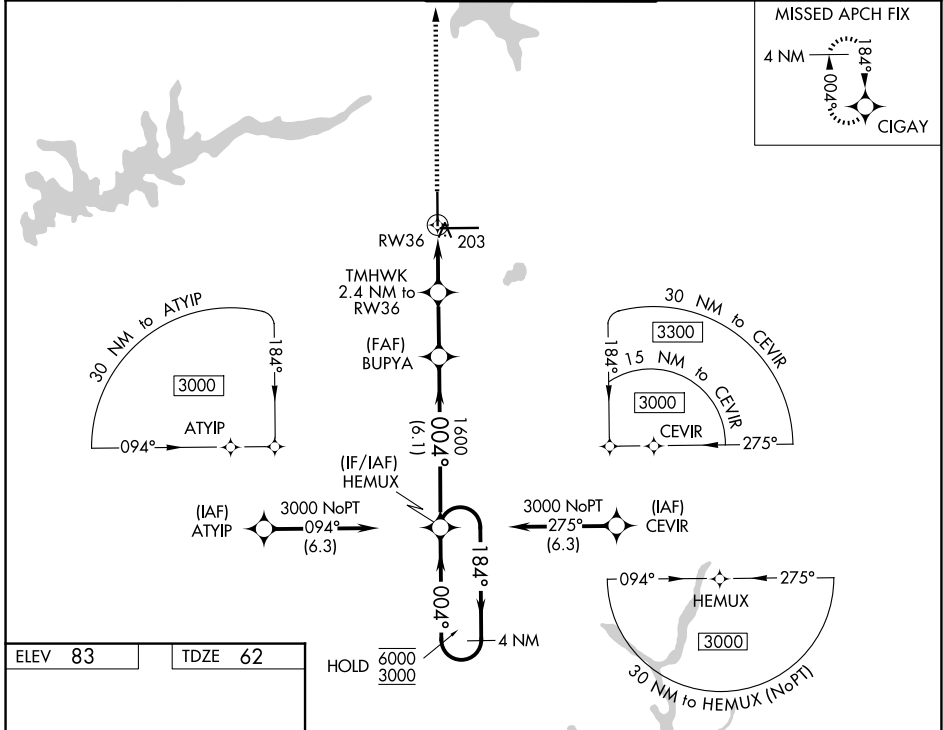 MISSED APCH FIX
4 NM
184°
004°
CIGAY
RW36
203
TMHWK
2.4 NM to
RW36
(FAF)
BUPYA
30 NM to ATYIP
184°
3000
ATYIP
094°
30 NM to CEVIR
3300
184°
15 NM to CEVIR
3000
CEVIR
275°
1600
004°
(6.1)
(IF/IAF)
HEMUX
(IAF)
ATYIP
3000 NoPT
094°
(6.3)
3000 NoPT
275°
(6.3)
(IAF)
CEVIR
184°
004°
4 NM
HOLD 6000
3000
094°
275°
HEMUX
3000
30 NM to HEMUX (NoPT)
ELEV 83
TDZE 62